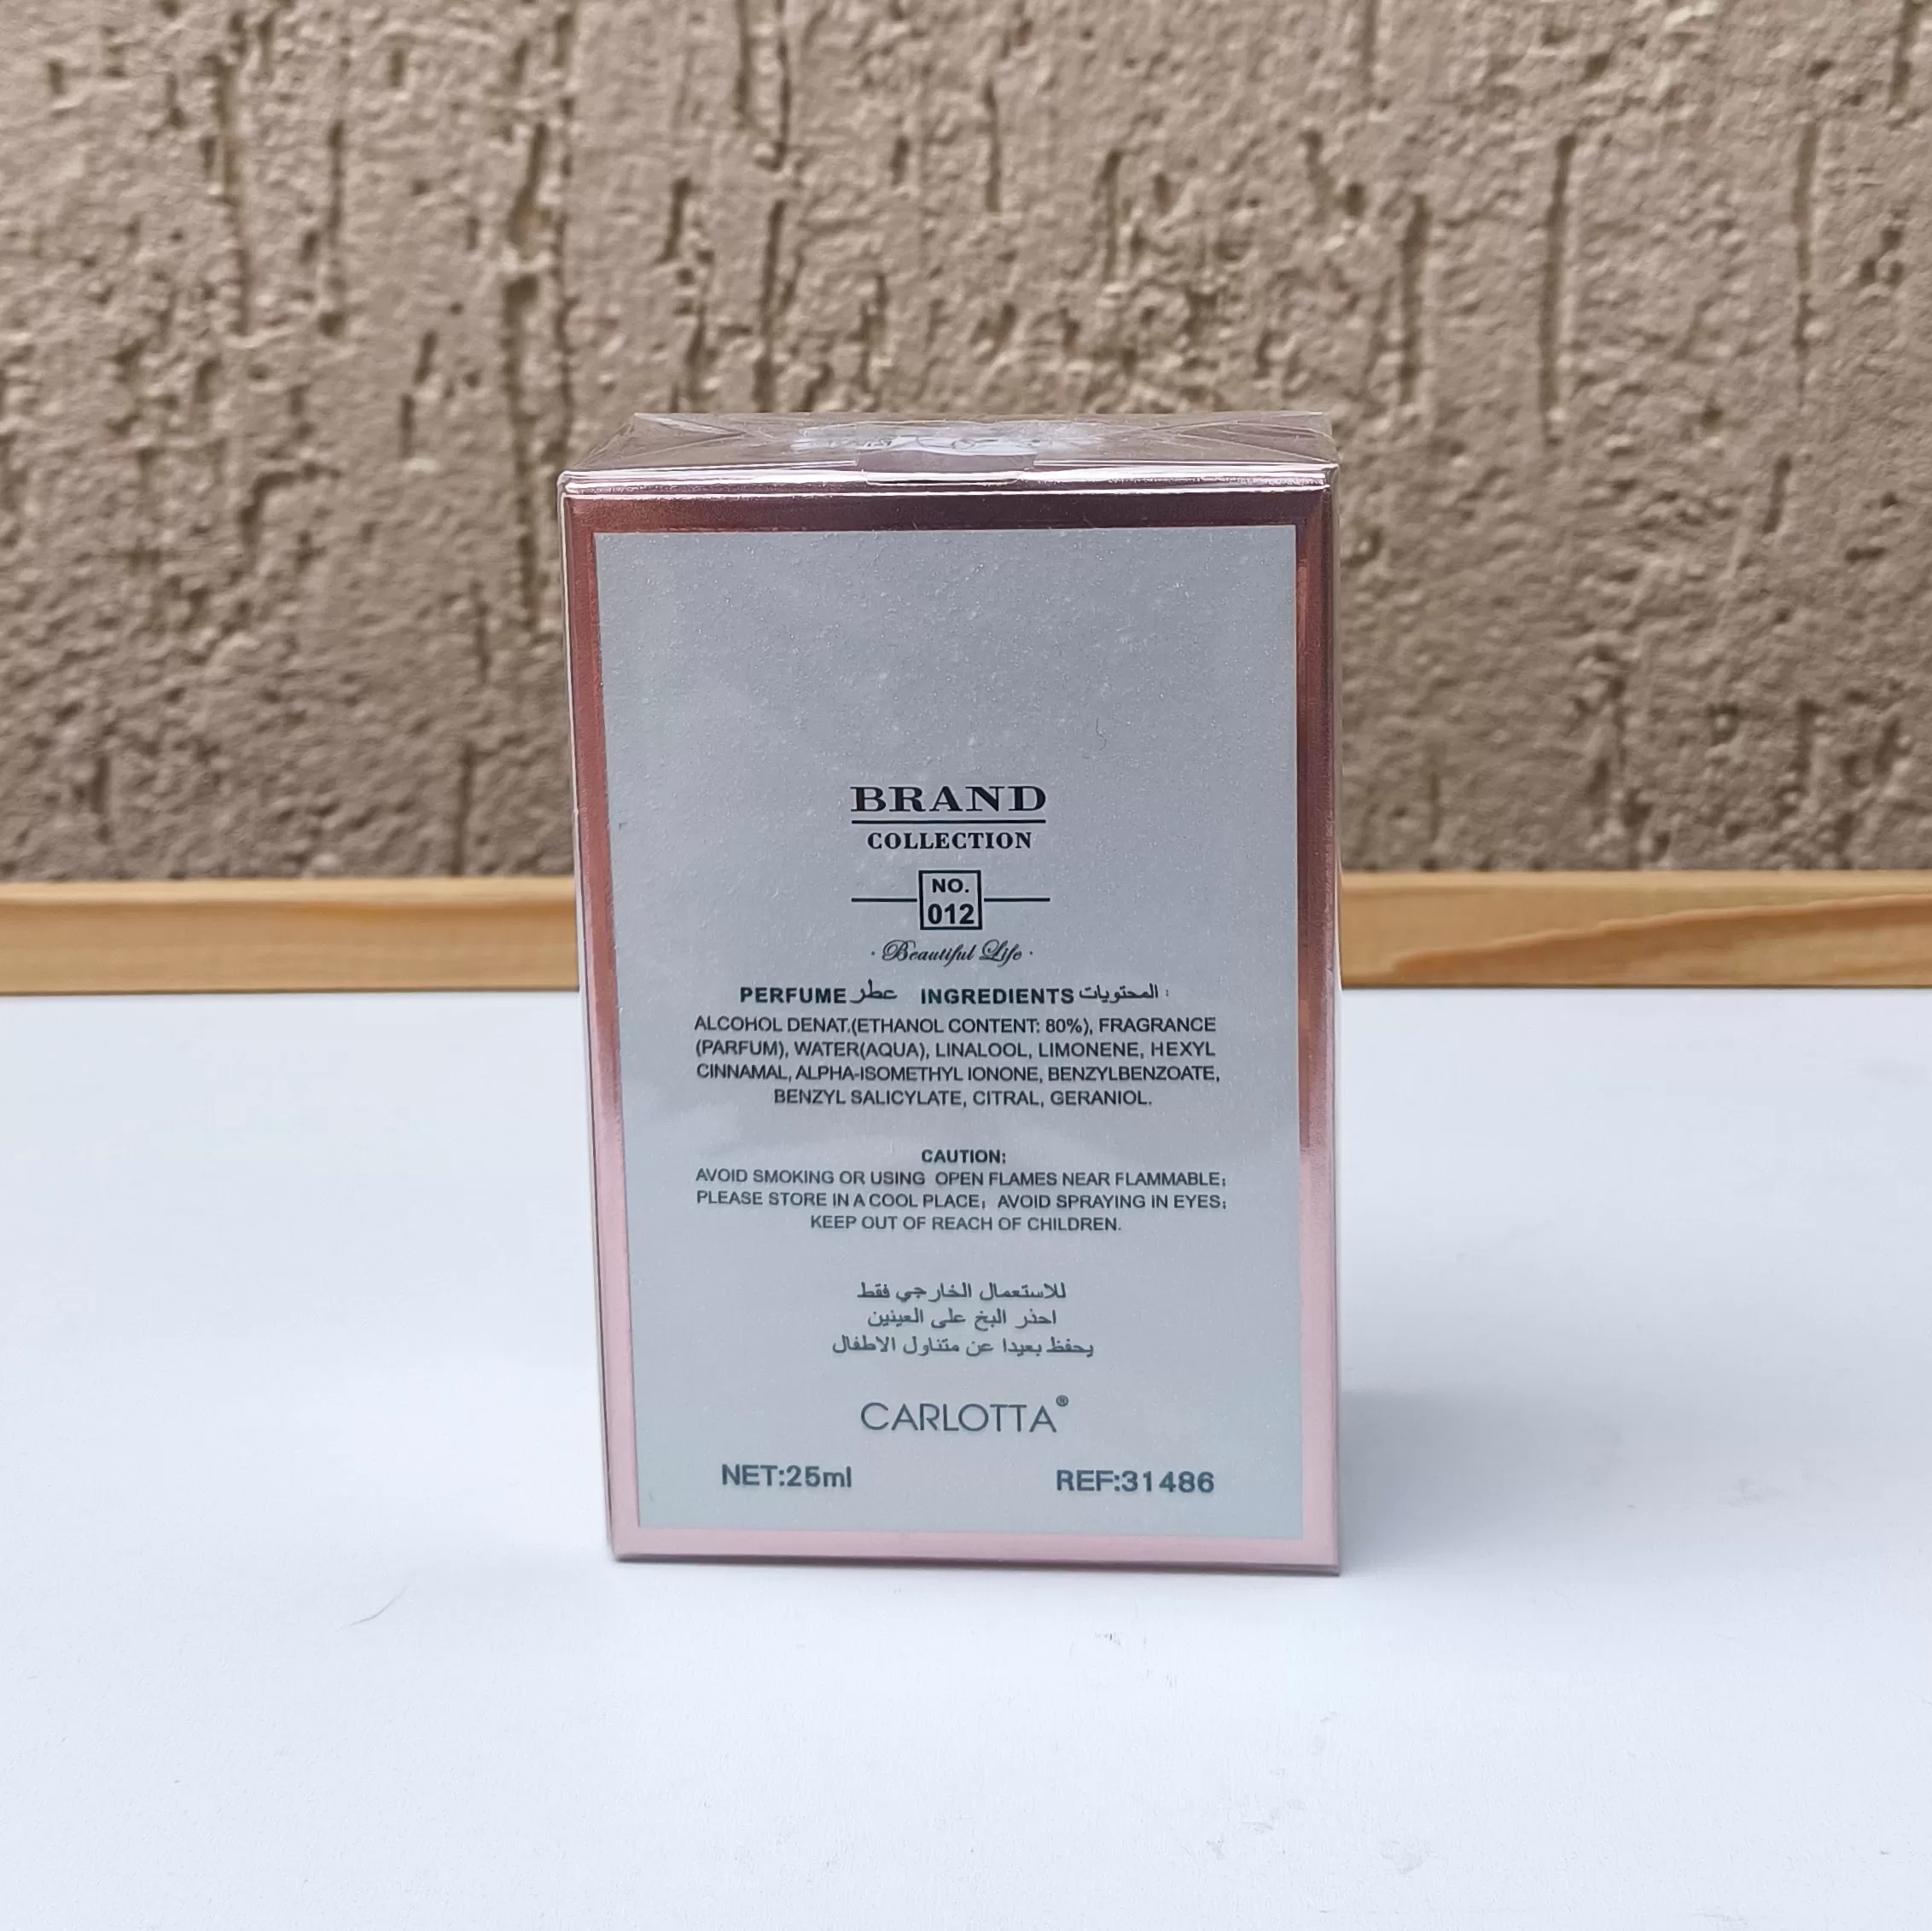 BRAND
COLLECTION
NO.
012
· Beautiful Life ·
PERFUME عطر INGREDIENTS المحتويات :
ALCOHOL DENAT.(ETHANOL CONTENT: 80%), FRAGRANCE
(PARFUM), WATER(AQUA), LINALOOL, LIMONENE, HEXYL
CINNAMAL, ALPHA-ISOMETHYL IONONE, BENZYLBENZOATE,
BENZYL SALICYLATE, CITRAL, GERANIOL.
CAUTION:
AVOID SMOKING OR USING OPEN FLAMES NEAR FLAMMABLE;
PLEASE STORE IN A COOL PLACE; AVOID SPRAYING IN EYES;
KEEP OUT OF REACH OF CHILDREN.
للاستعمال الخارجي فقط
احذر البخ على العينين
يحفظ بعيدا عن متناول الاطفال
CARLOTTA®
NET:25ml REF:31486